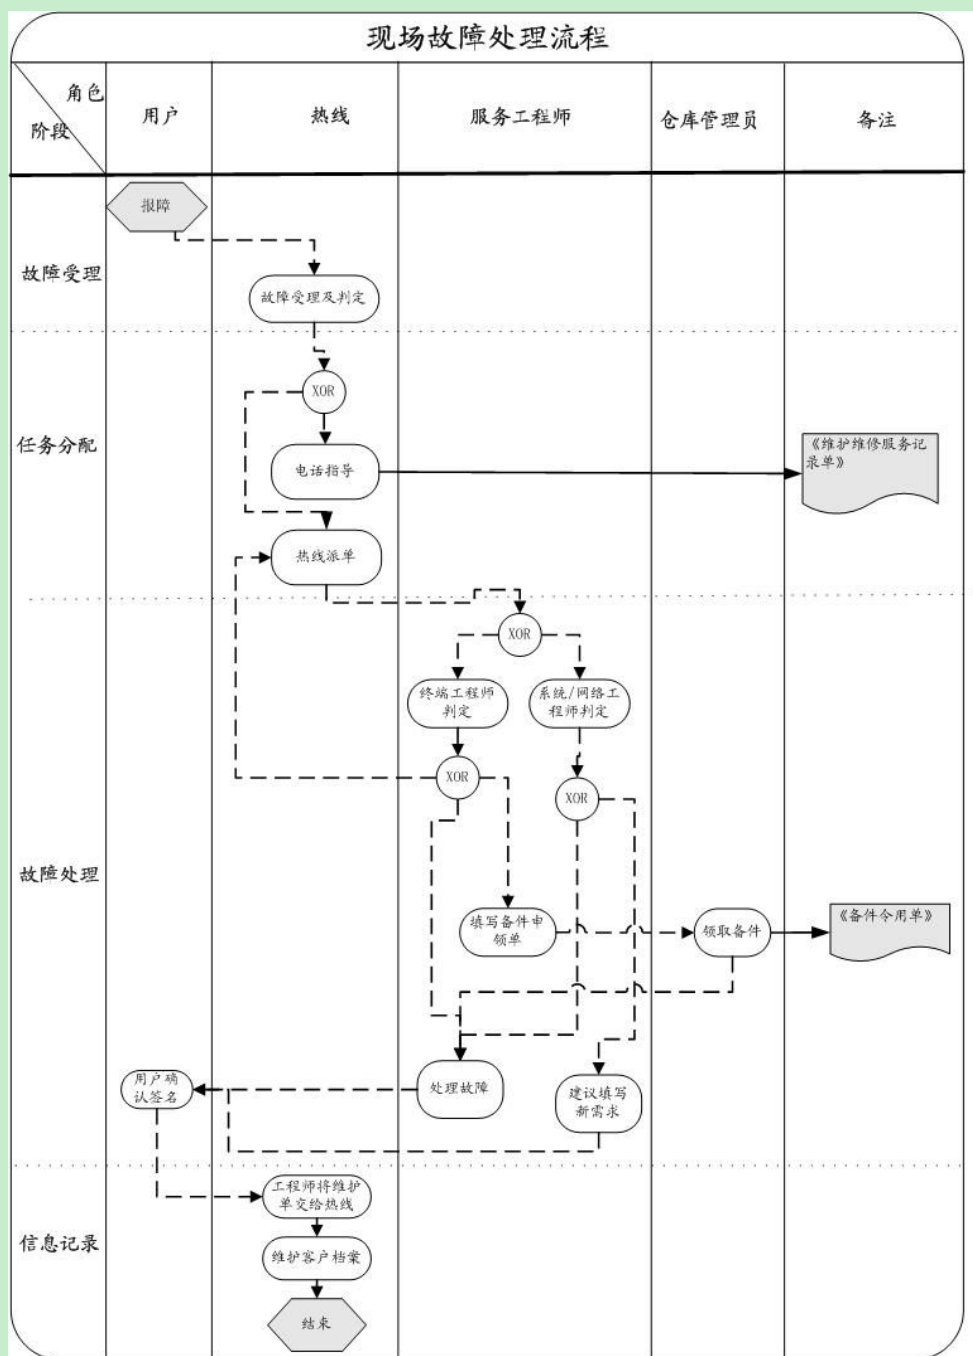 现场故障处理流程
角色
阶段
用户
热线
服务工程师
仓库管理员
备注
报障
故障受理
故障受理及判定
XOR
任务分配
电话指导
《维护维修服务记
录单》
热线派单
XOR
终端工程师
判定
系统/网络工
程师判定
XOR
XOR
故障处理
填写备件申
领单
领取备件
《备件令用单》
用户确
认签名
处理故障
建议填写
新需求
工程师将维护
单交给热线
信息记录
维护客户档案
结束